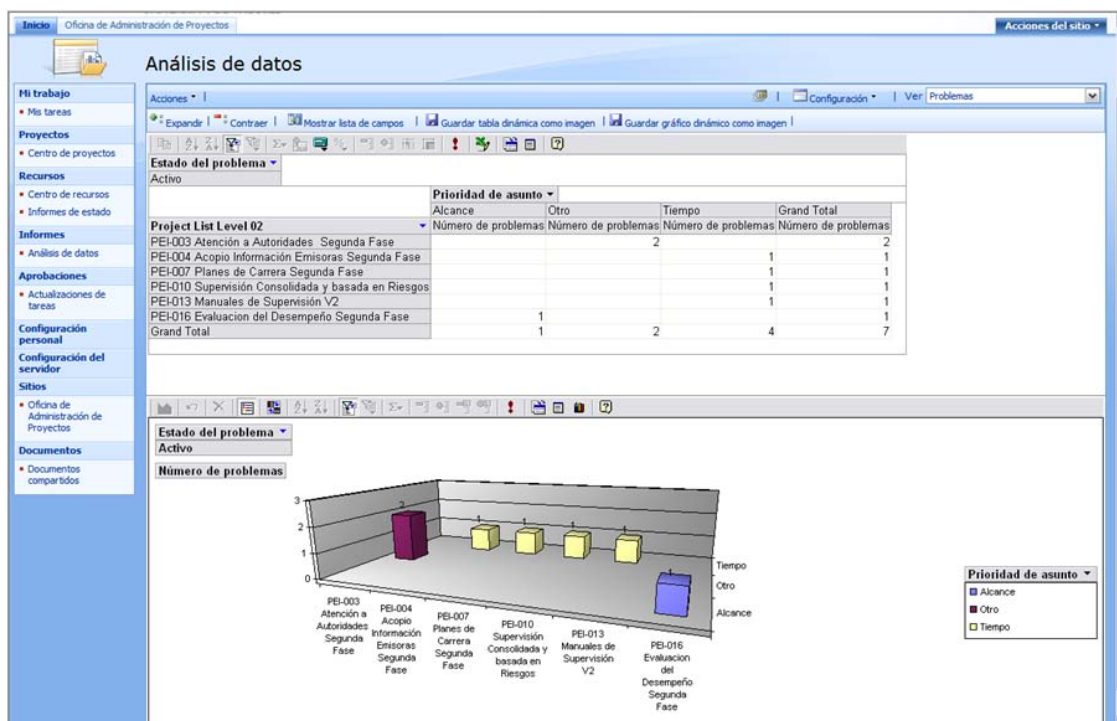 Inicio Oficina de Administración de Proyectos Acciones del sitio
Análisis de datos
Mi trabajo
Mis tareas
Proyectos
Centro de proyectos
Recursos
Centro de recursos
Informes de estado
Informes
Análisis de datos
Aprobaciones
Actualizaciones de
tareas
Configuración
personal
Configuración del
servidor
Sitios
Oficina de
Administración de
Proyectos
Documentos
Documentos
compartidos
Acciones | | Configuración | Ver Problemas
Expandir | Contraer | Mostrar lista de campos | Guardar tabla dinámica como imagen | Guardar gráfico dinámico como imagen |
Estado del problema
Activo
Prioridad de asunto
Alcance Otro Tiempo Grand Total
Project List Level 02 Número de problemas Número de problemas Número de problemas Número de problemas
PEI-003 Atención a Autoridades Segunda Fase 2 2
PEI-004 Acopio Información Emisoras Segunda Fase 1 1
PEI-007 Planes de Carrera Segunda Fase 1 1
PEI-010 Supervisión Consolidada y basada en Riesgos 1 1
PEI-013 Manuales de Supervisión V2 1 1
PEI-016 Evaluacion del Desempeño Segunda Fase 1 1
Grand Total 1 2 4 7
Estado del problema
Activo
Número de problemas
3
2
1
0
2
1
1
1
1
1
Tiempo
Otro
Alcance
PEI-003
Atención a
Autoridades
Segunda
Fase
PEI-004
Acopio
Información
Emisoras
Segunda
Fase
PEI-007
Planes de
Carrera
Segunda
Fase
PEI-010
Supervisión
Consolidada y
basada en
Riesgos
PEI-013
Manuales de
Supervisión
V2
PEI-016
Evaluacion
del
Desempeño
Segunda
Fase
Prioridad de asunto
Alcance
Otro
Tiempo